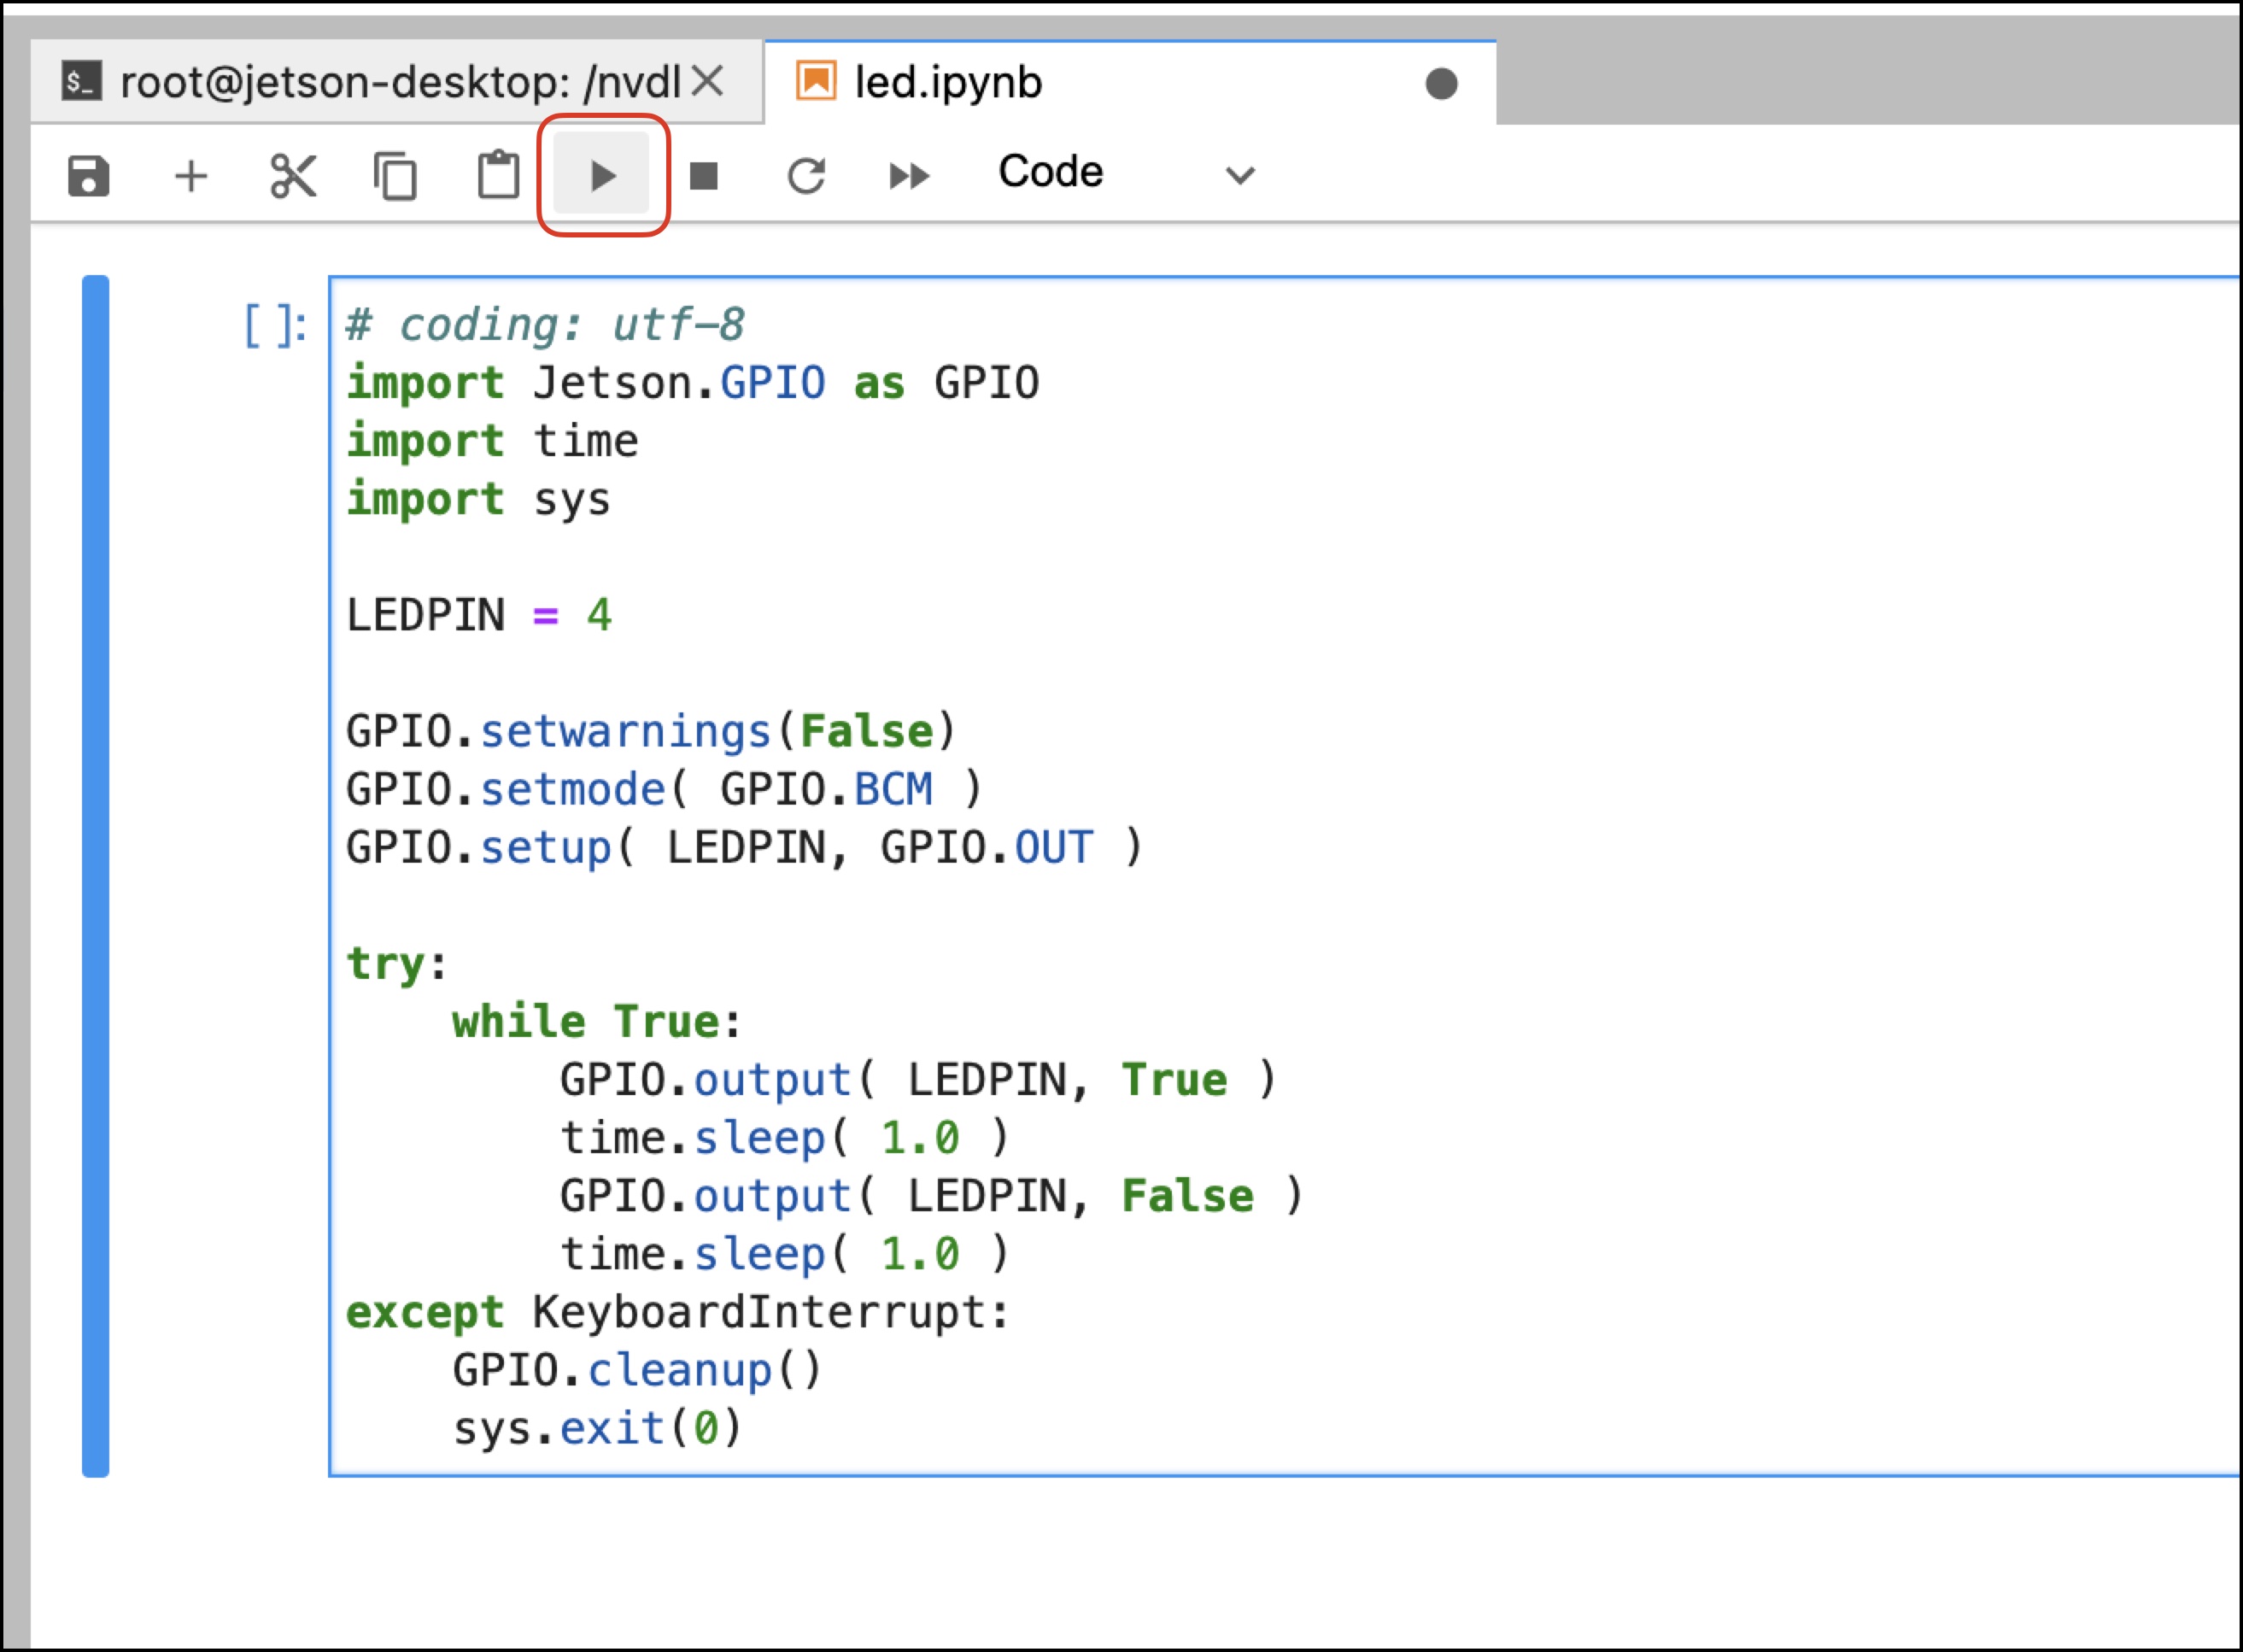 $_ root@jetson-desktop: /nvdl
led.ipynb
Code
[ ]:
# coding: utf-8
import Jetson.GPIO as GPIO
import time
import sys

LEDPIN = 4

GPIO.setwarnings(False)
GPIO.setmode( GPIO.BCM )
GPIO.setup( LEDPIN, GPIO.OUT )

try:
    while True:
        GPIO.output( LEDPIN, True )
        time.sleep( 1.0 )
        GPIO.output( LEDPIN, False )
        time.sleep( 1.0 )
except KeyboardInterrupt:
    GPIO.cleanup()
    sys.exit(0)